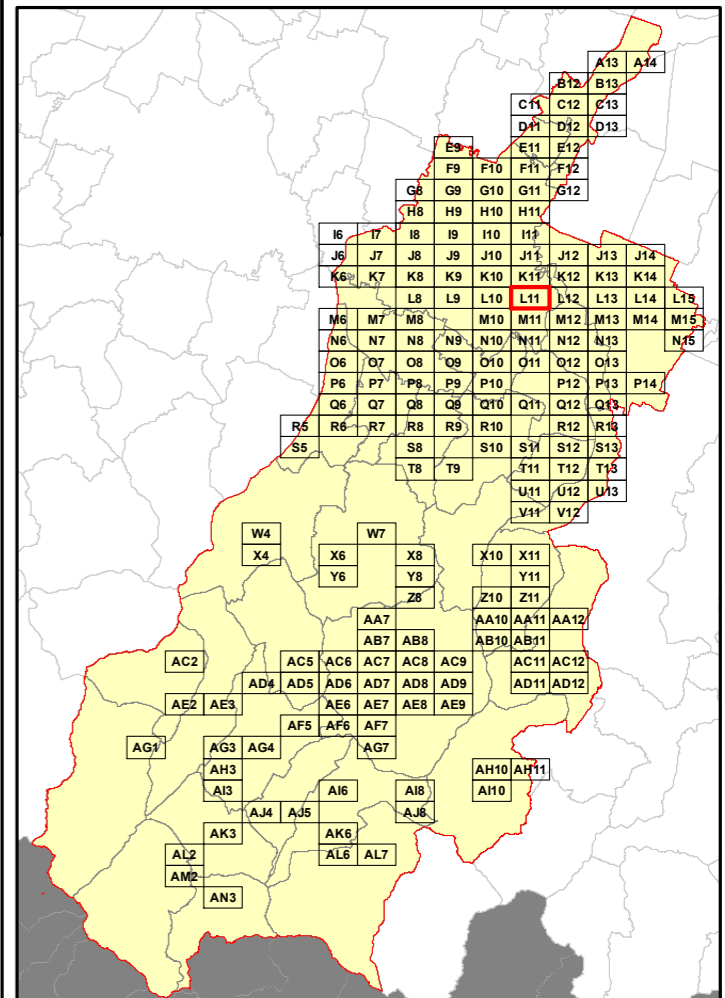 A13 A14
B12 B13
C11 C12 C13
D11 D12 D13
E9 E11 E12
F9 F10 F11 F12
G8 G9 G10 G11 G12
H8 H9 H10 H11
I6 I7 I8 I9 I10 I11
J6 J7 J8 J9 J10 J11 J12 J13 J14
K6 K7 K8 K9 K10 K11 K12 K13 K14
L8 L9 L10 L11 L12 L13 L14 L15
M6 M7 M8 M10 M11 M12 M13 M14 M15
N6 N7 N8 N9 N10 N11 N12 N13 N15
O6 O7 O8 O9 O10 O11 O12 O13
P6 P7 P8 P9 P10 P12 P13 P14
Q6 Q7 Q8 Q9 Q10 Q11 Q12 Q13
R5 R6 R7 R8 R9 R10 R12 R13
S5 S8 S10 S11 S12 S13
T8 T9 T11 T12 T13
U11 U12 U13
V11 V12
W4 W7
X4 X6 X8 X10 X11
Y6 Y8 Y11
Z8 Z10 Z11
AA7 AA10 AA11 AA12
AB7 AB8 AB10 AB11
AC2 AC5 AC6 AC7 AC8 AC9 AC11 AC12
AD4 AD5 AD6 AD7 AD8 AD9 AD11 AD12
AE2 AE3 AE6 AE7 AE8 AE9
AF5 AF6 AF7
AG1 AG3 AG4 AG7
AH3 AH10 AH11
AI3 AI6 AI8 AI10
AJ4 AJ5 AJ8
AK3 AK6
AL2 AL6 AL7
AM2
AN3